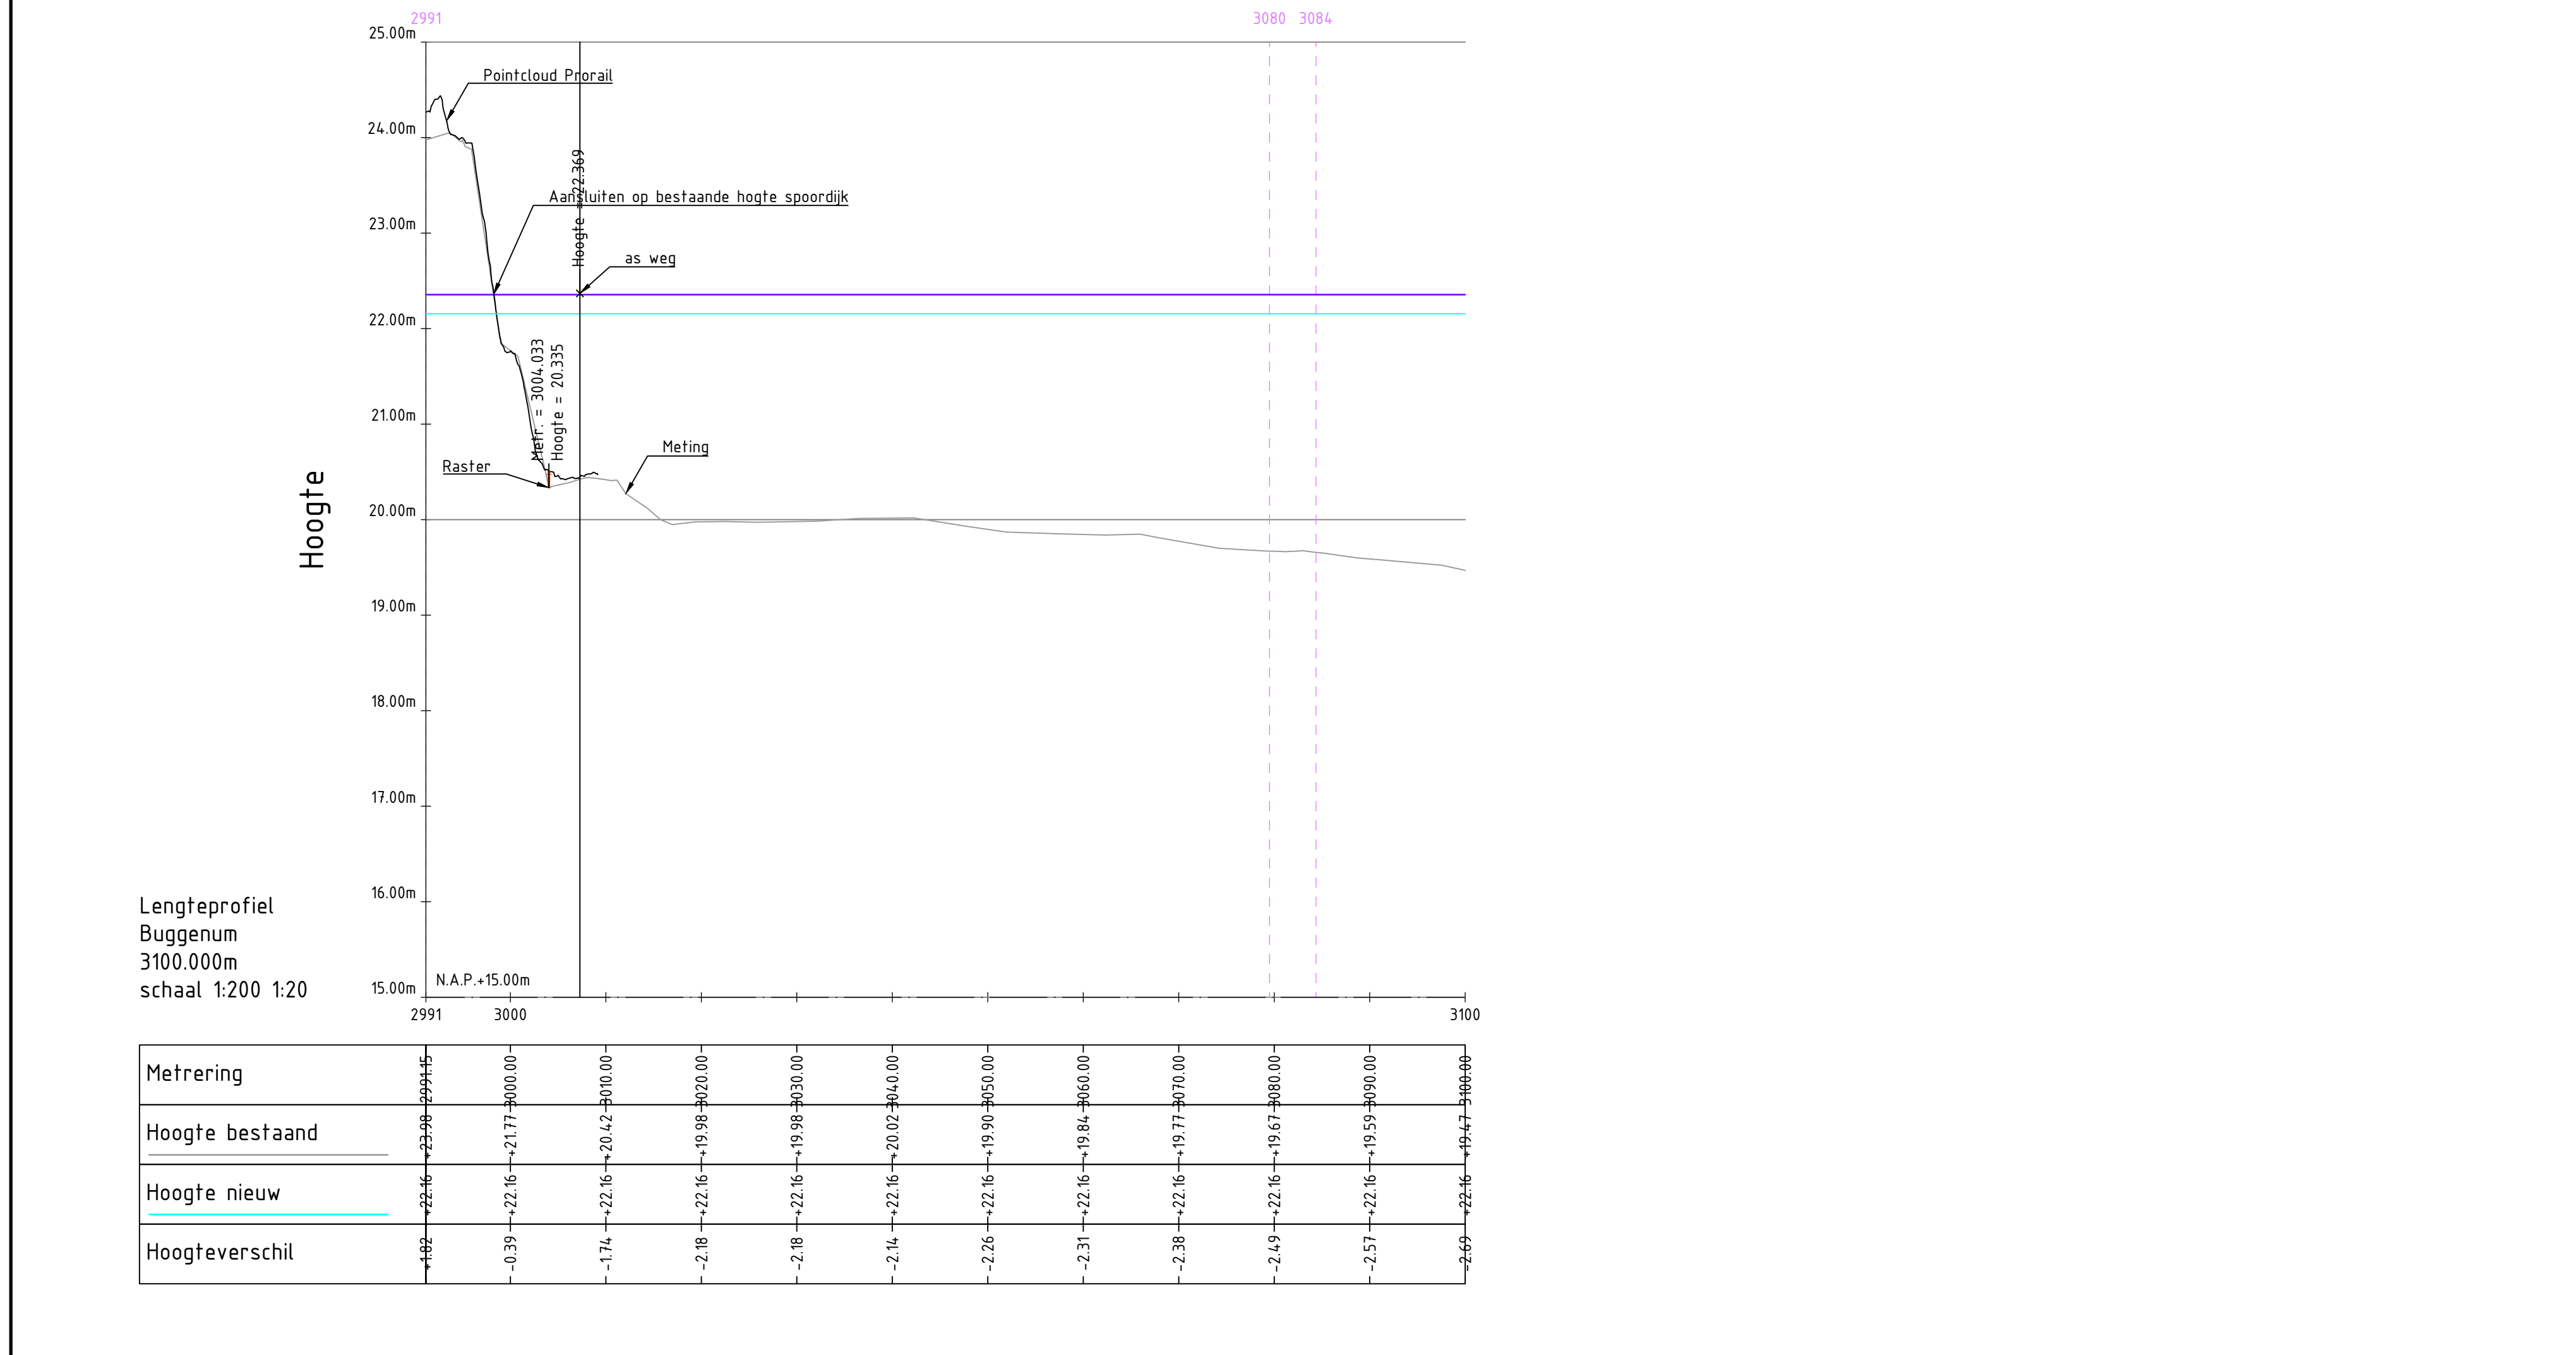 2991 3080 3084
25.00m
Pointcloud Prorail
24.00m
Hoogte = 22.369
Aansluiten op bestaande hogte spoordijk
23.00m
as weg
22.00m
Metr. = 3004.033
Hoogte = 20.335
21.00m
Meting
Raster
20.00m
Hoogte
19.00m
18.00m
17.00m
16.00m
Lengteprofiel
Buggenum
3100.000m
schaal 1:200 1:20
N.A.P.+15.00m
15.00m
2991 3000 3100
Metrering 2991.15 3000.00 3010.00 3020.00 3030.00 3040.00 3050.00 3060.00 3070.00 3080.00 3090.00 3100.00
Hoogte bestaand +23.98 +21.77 +20.42 +19.98 +19.98 +20.02 +19.90 +19.84 +19.77 +19.67 +19.59 +19.47
Hoogte nieuw +22.16 +22.16 +22.16 +22.16 +22.16 +22.16 +22.16 +22.16 +22.16 +22.16 +22.16 +22.16
Hoogteverschil +1.82 -0.39 -1.74 -2.18 -2.18 -2.14 -2.26 -2.31 -2.38 -2.49 -2.57 -2.69